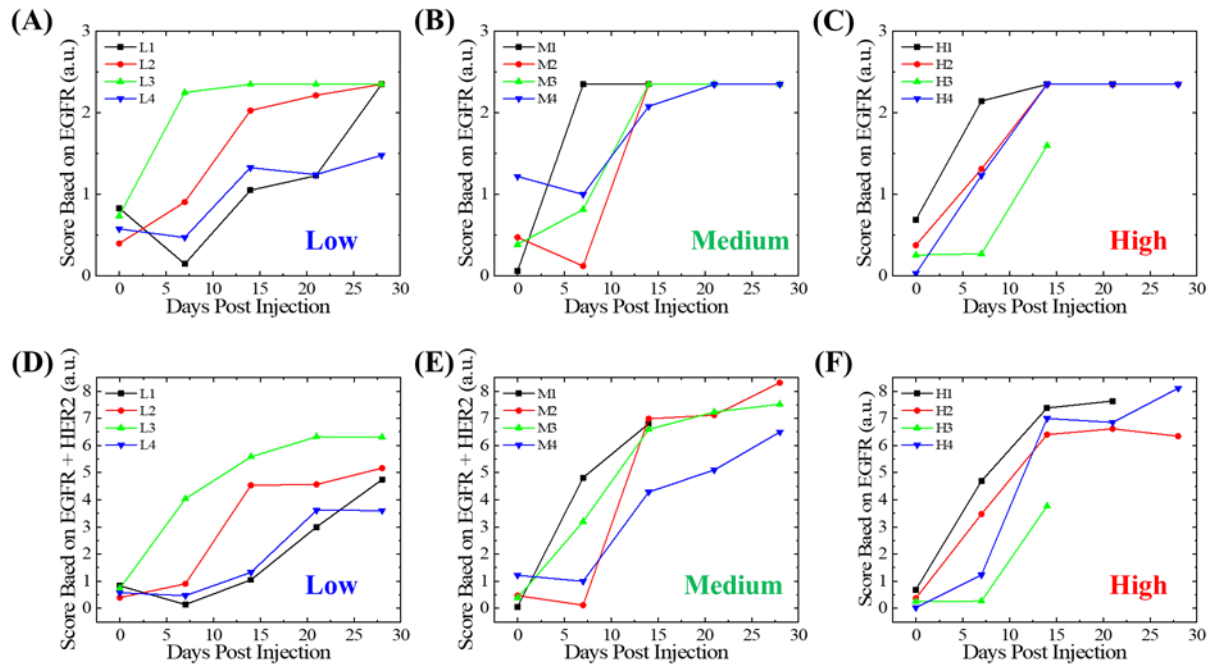 (A)
Score Baed on EGFR (a.u.)
3
2
1
0
L1
L2
L3
L4
Low
0 5 10 15 20 25 30
Days Post Injection
(B)
Score Baed on EGFR (a.u.)
3
2
1
0
M1
M2
M3
M4
Medium
0 5 10 15 20 25 30
Days Post Injection
(C)
Score Baed on EGFR (a.u.)
3
2
1
0
H1
H2
H3
H4
High
0 5 10 15 20 25 30
Days Post Injection
(D)
Score Baed on EGFR + HER2 (a.u.)
8
7
6
5
4
3
2
1
0
L1
L2
L3
L4
Low
0 5 10 15 20 25 30
Days Post Injection
(E)
Score Baed on EGFR + HER2 (a.u.)
8
7
6
5
4
3
2
1
0
M1
M2
M3
M4
Medium
0 5 10 15 20 25 30
Days Post Injection
(F)
Score Baed on EGFR (a.u.)
8
7
6
5
4
3
2
1
0
H1
H2
H3
H4
High
0 5 10 15 20 25 30
Days Post Injection